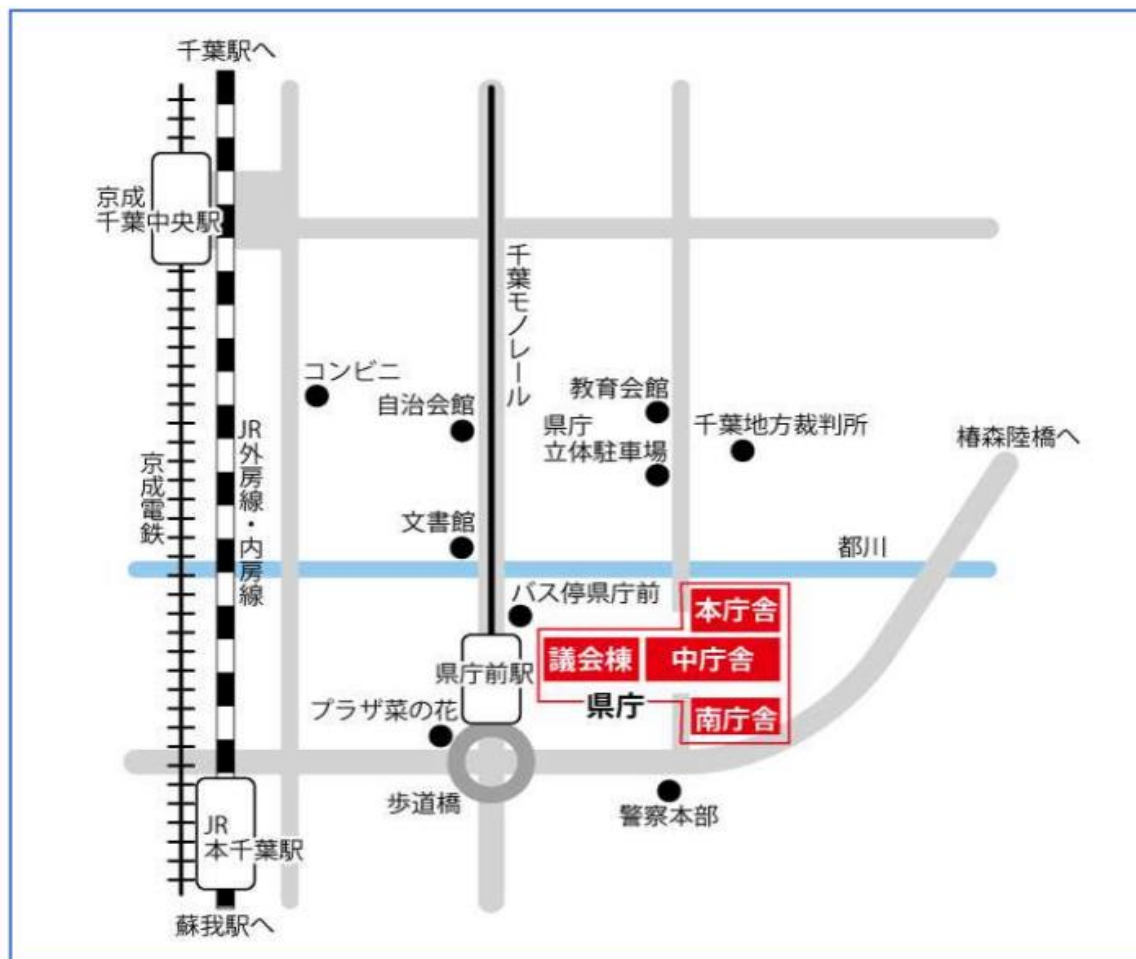 千葉駅へ
京成
千葉中央駅
千葉モノレール
コンビニ
自治会館
教育会館
県庁
立体駐車場
千葉地方裁判所
椿森陸橋へ
JR外房線・内房線
京成電鉄
文書館
都川
バス停県庁前
本庁舎
議会棟
中庁舎
県庁前駅
県庁
南庁舎
プラザ菜の花
歩道橋
警察本部
JR
本千葉駅
蘇我駅へ